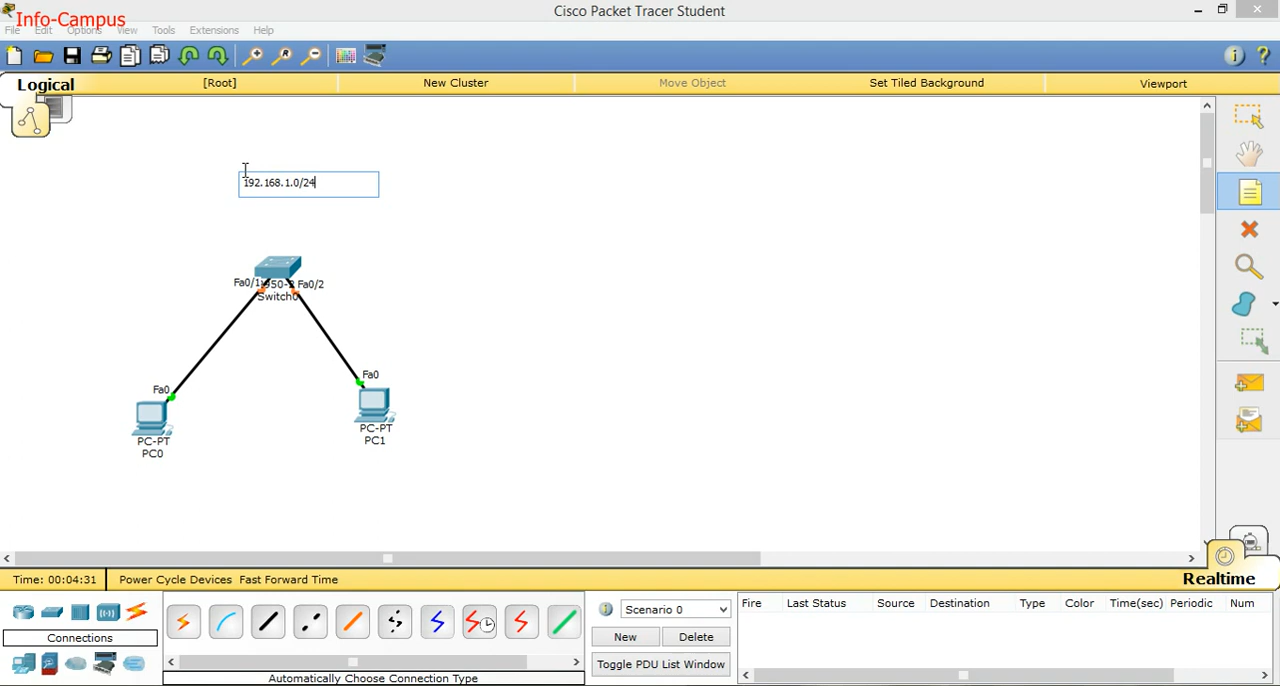 Cisco Packet Tracer Student
Info-Campus
File Edit Options View Tools Extensions Help
Logical [Root] New Cluster Move Object Set Tiled Background Viewport
192.168.1.0/24
Fa0/1 Fa0/2
Switch0
Fa0 Fa0
PC-PT
PC1
PC-PT
PC0
Time: 00:04:31 Power Cycle Devices Fast Forward Time Realtime
Scenario 0 Fire Last Status Source Destination Type Color Time(sec) Periodic Num
Connections New Delete
Toggle PDU List Window
Automatically Choose Connection Type